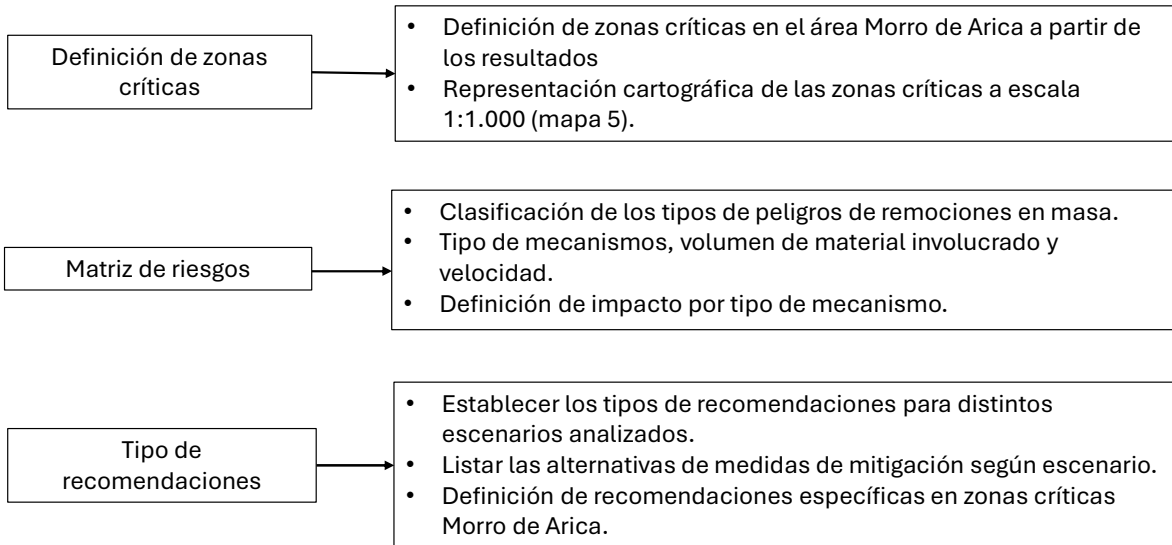 Definición de zonas
críticas
• Definición de zonas críticas en el área Morro de Arica a partir de
los resultados
• Representación cartográfica de las zonas críticas a escala
1:1.000 (mapa 5).
Matriz de riesgos
• Clasificación de los tipos de peligros de remociones en masa.
• Tipo de mecanismos, volumen de material involucrado y
velocidad.
• Definición de impacto por tipo de mecanismo.
Tipo de
recomendaciones
• Establecer los tipos de recomendaciones para distintos
escenarios analizados.
• Listar las alternativas de medidas de mitigación según escenario.
• Definición de recomendaciones específicas en zonas críticas
Morro de Arica.